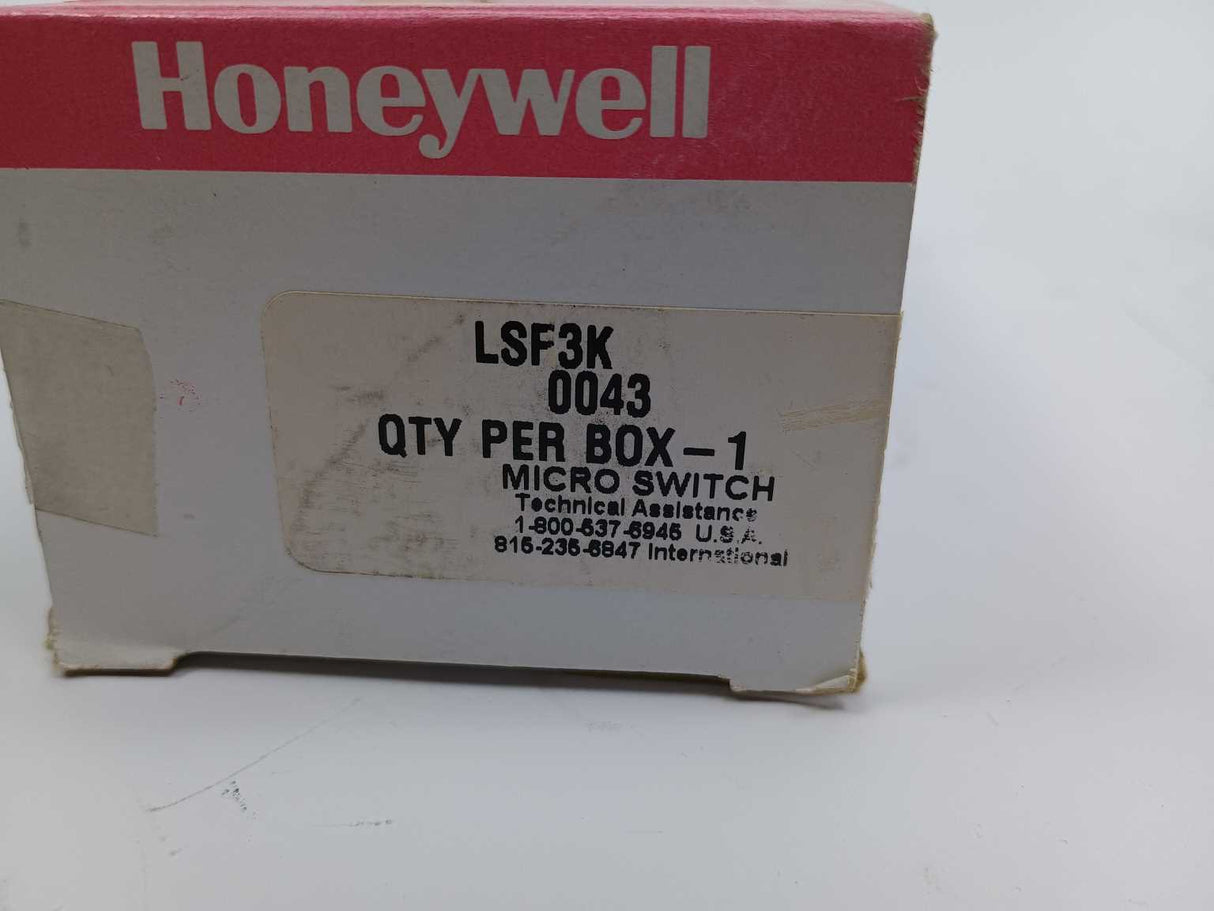 Honeywell
LSF3K
0043
QTY PER BOX-1
MICRO SWITCH
Technical Assistance
1-800-537-6945 U.S.A.
815-235-6847 International